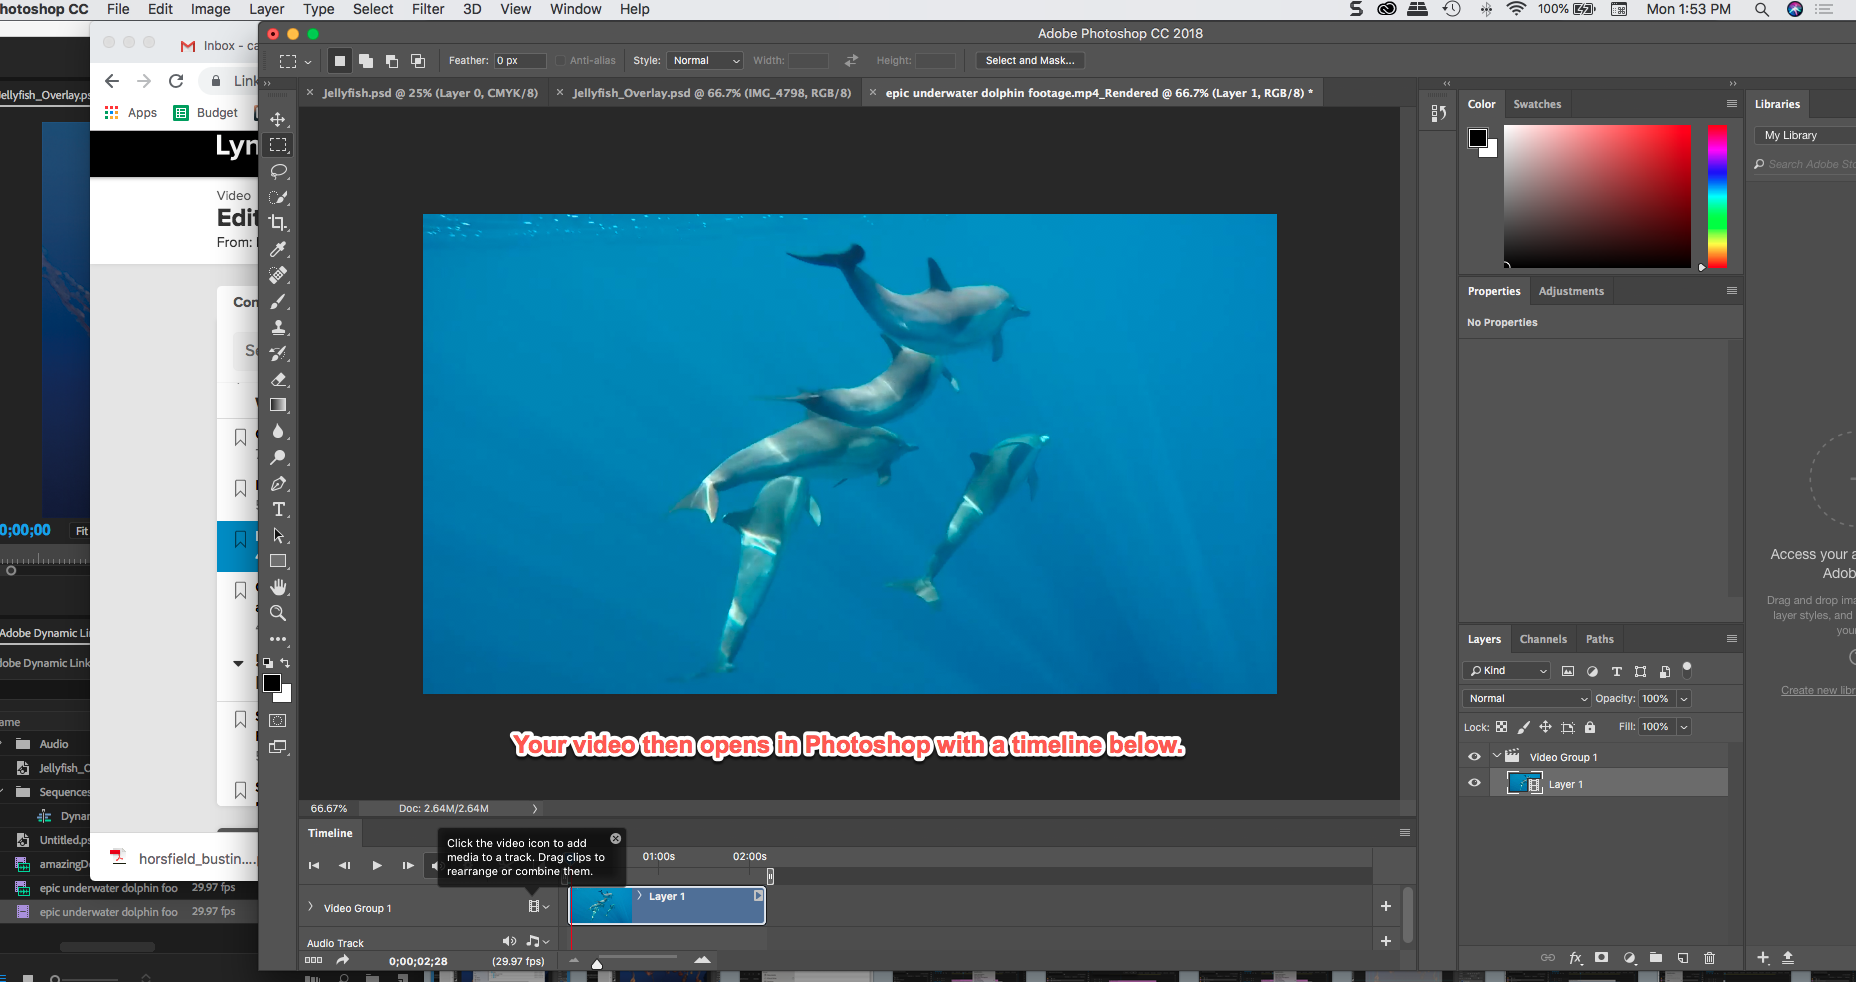 hotoshop CC File Edit Image Layer Type Select Filter 3D View Window Help 100% Mon 1:53 PM
Adobe Photoshop CC 2018
Inbox - ca
Feather: 0 px Anti-alias Style: Normal Width: Height: Select and Mask...
Jellyfish.psd @ 25% (Layer 0, CMYK/8) Jellyfish_Overlay.psd @ 66.7% (IMG_4798, RGB/8) epic underwater dolphin footage.mp4_Rendered @ 66.7% (Layer 1, RGB/8) *
ellyfish_Overlay.ps
Link
Apps Budget
Lyn
Video
Edit
From:
Con
0;00;00 Fit
Adobe Dynamic Li
dobe Dynamic Link
ame
Audio
Jellyfish_O
Sequences
Dynar
Untitled.ps
amazingDo
epic underwater dolphin foo 29.97 fps
epic underwater dolphin foo 29.97 fps
horsfield_bustin....
Color Swatches
Libraries
My Library
Search Adobe Sto
Properties Adjustments
No Properties
Access your a
Adob
Drag and drop ima
layer styles, and
your
Create new libr
Layers Channels Paths
Kind
Normal Opacity: 100%
Lock: Fill: 100%
Video Group 1
Layer 1
Your video then opens in Photoshop with a timeline below.
66.67% Doc: 2.64M/2.64M
Timeline
Click the video icon to add
media to a track. Drag clips to
rearrange or combine them.
01:00s 02:00s
Video Group 1
Layer 1
Audio Track
0;00;02;28 (29.97 fps)